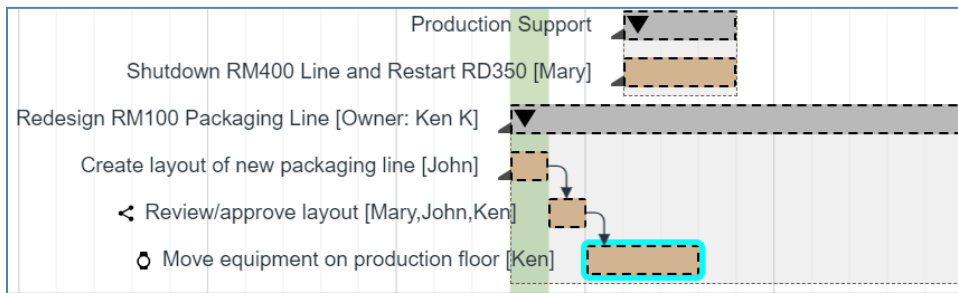 Production Support
Shutdown RM400 Line and Restart RD350 [Mary]
Redesign RM100 Packaging Line [Owner: Ken K]
Create layout of new packaging line [John]
Review/approve layout [Mary,John,Ken]
Move equipment on production floor [Ken]